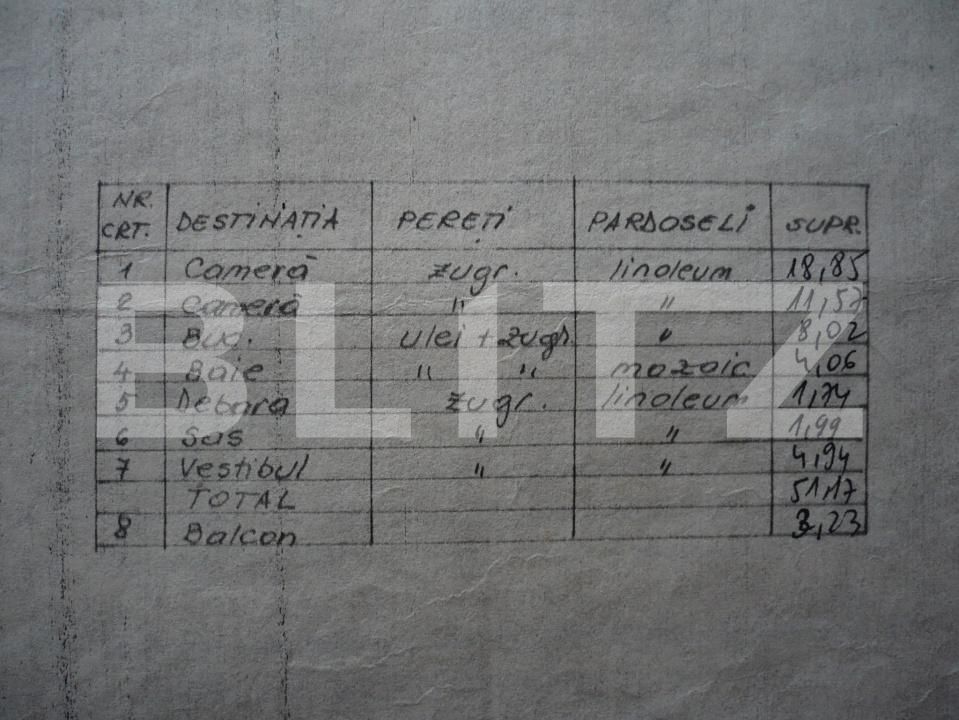 NR. CRT. DESTINAȚIA PEREȚI PARDOSELI SUPR.
1 Cameră zugr. linoleum 18,85
2 Cameră " " 11,57
3 Buc. ulei + zugr. " 8,02
4 Baie " " mozaic 4,06
5 Debara zugr. linoleum 1,74
6 Sas " " 1,99
7 Vestibul " " 4,94
TOTAL 51,17
8 Balcon 3,23
BLITZ